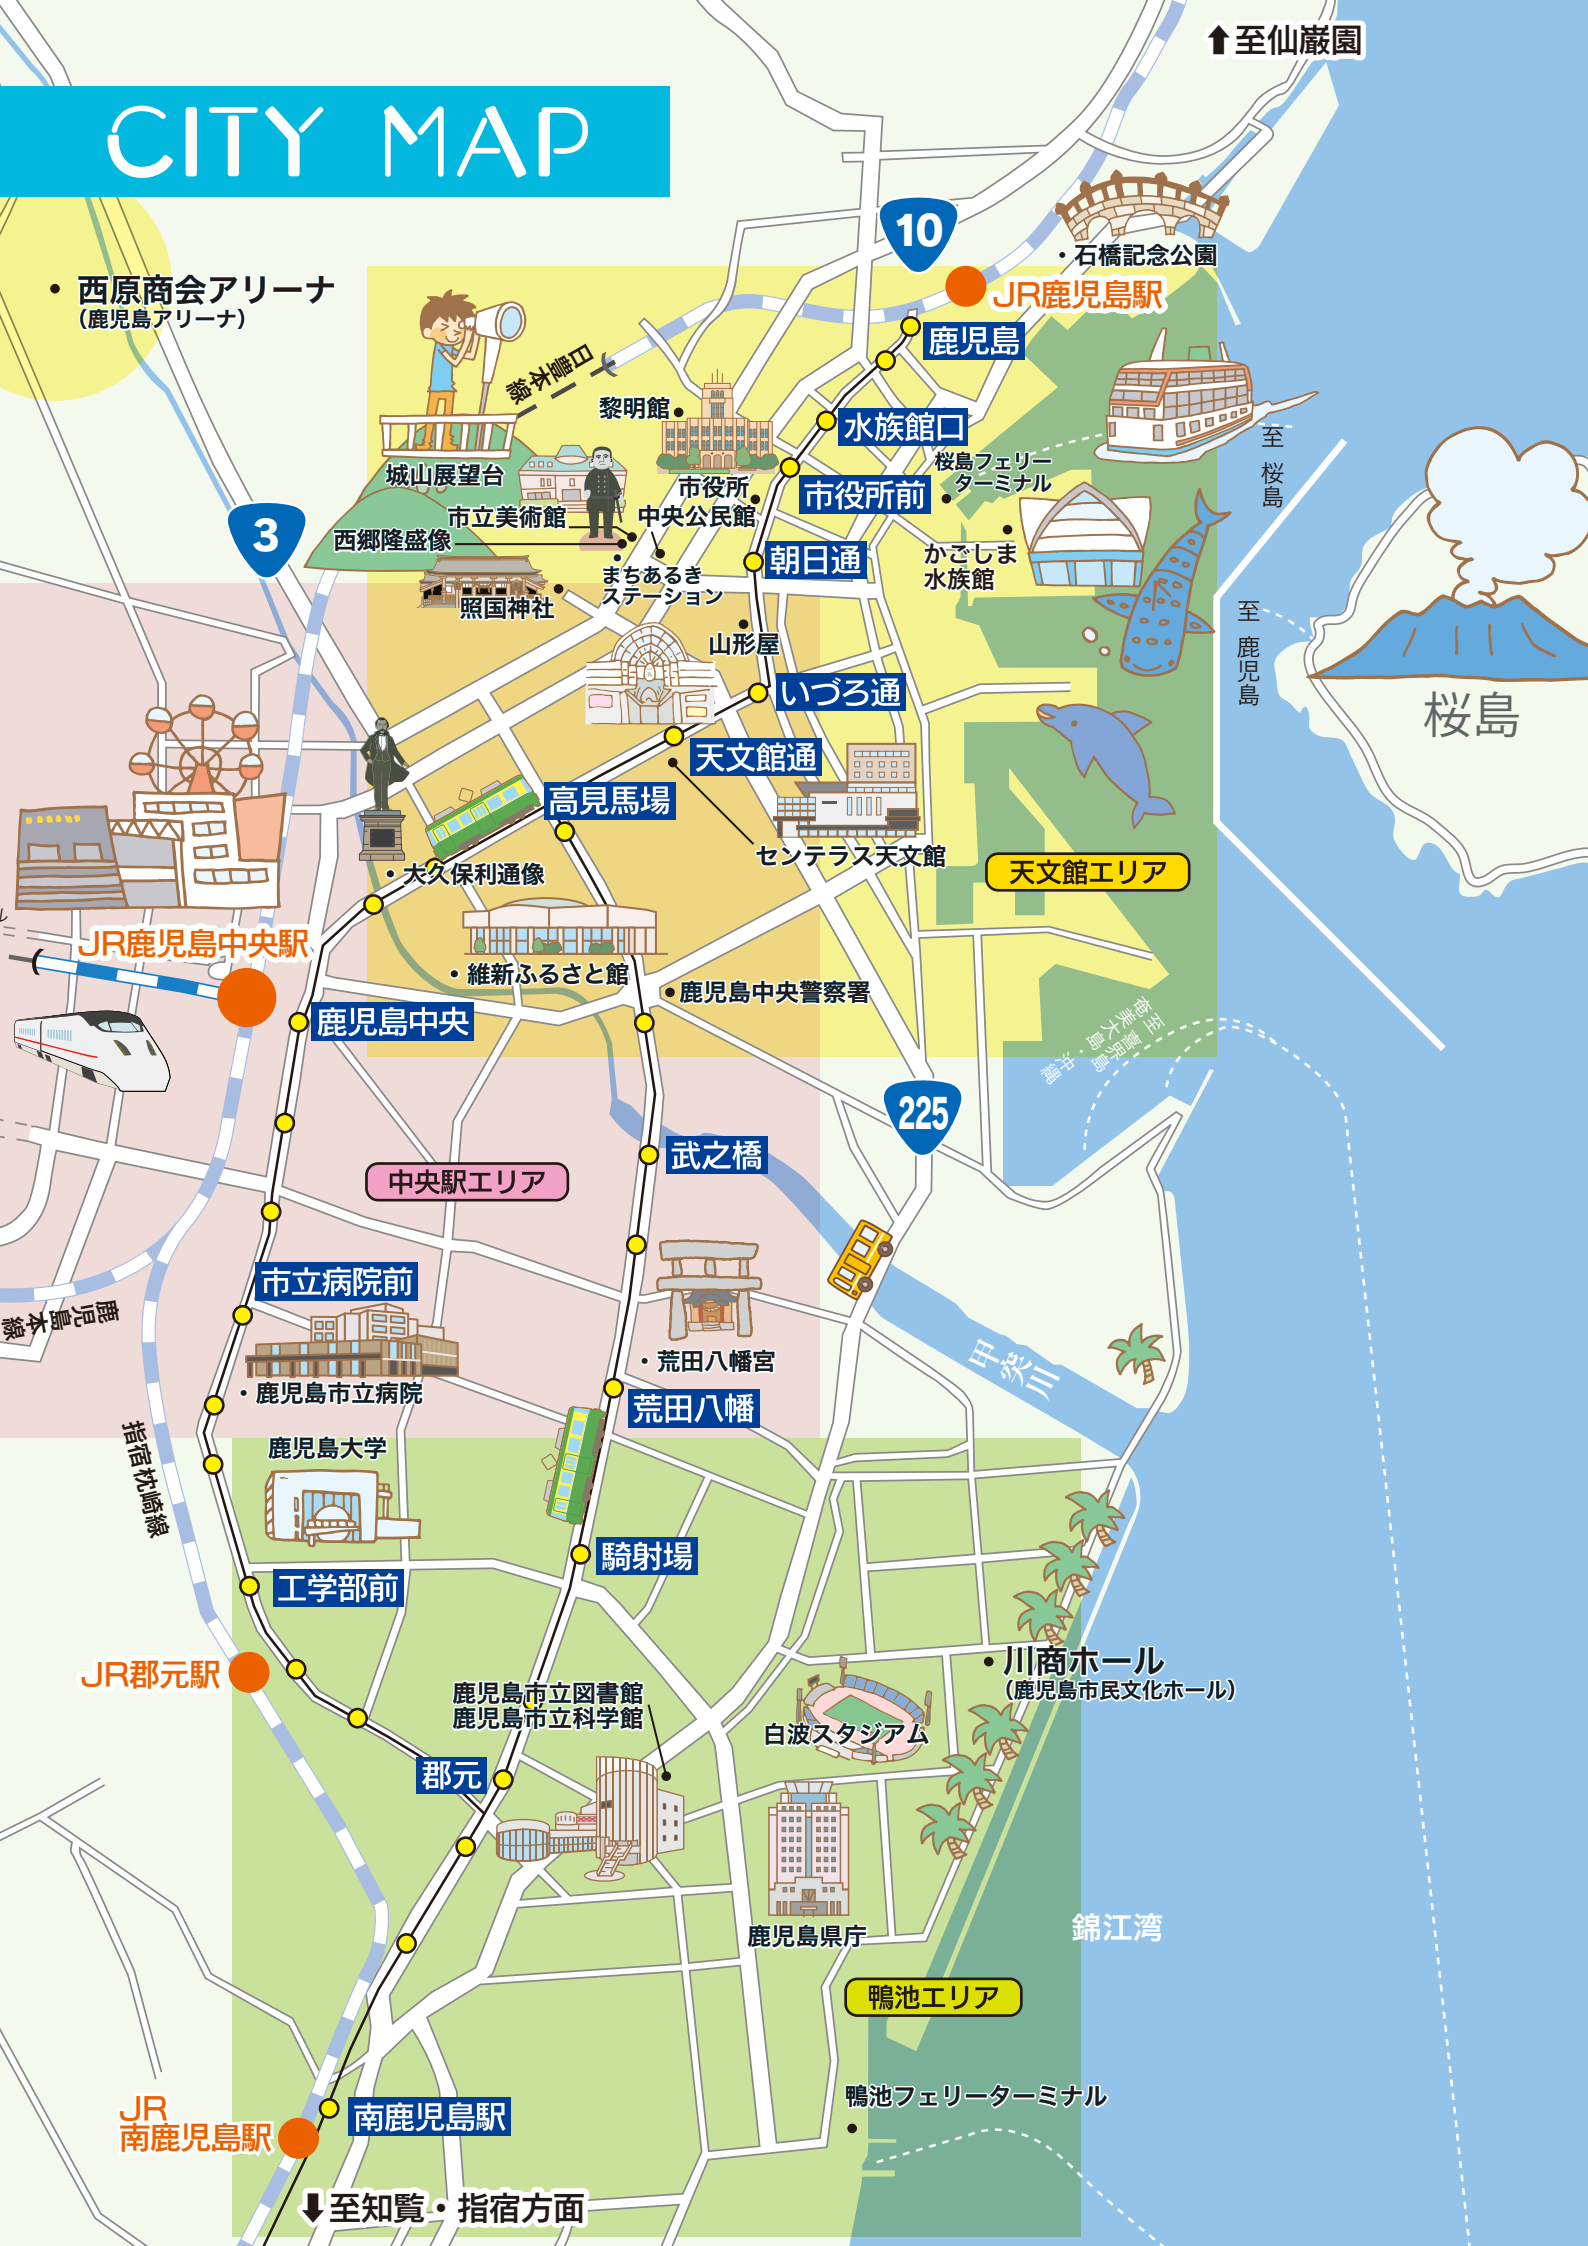 至仙巌園
CITY MAP
10
石橋記念公園
西原商会アリーナ
(鹿児島アリーナ)
JR鹿児島駅
鹿児島
日豊本線
黎明館
水族館口
至 桜島
城山展望台
市役所
市役所前
桜島フェリー
ターミナル
市立美術館
中央公民館
3
西郷隆盛像
朝日通
かごしま
水族館
まちあるき
ステーション
照国神社
至 鹿児島
山形屋
いづろ通
桜島
天文館通
高見馬場
センテラス天文館
天文館エリア
・大久保利通像
JR鹿児島中央駅
・維新ふるさと館
鹿児島中央警察署
鹿児島中央
至喜界島
奄美大島・沖縄
225
武之橋
中央駅エリア
市立病院前
鹿児島本線
・荒田八幡宮
甲突川
・鹿児島市立病院
荒田八幡
鹿児島大学
指宿枕崎線
騎射場
工学部前
JR郡元駅
川商ホール
(鹿児島市民文化ホール)
鹿児島市立図書館
鹿児島市立科学館
白波スタジアム
郡元
鹿児島県庁
錦江湾
鴨池エリア
鴨池フェリーターミナル
JR
南鹿児島駅
南鹿児島駅
至知覧・指宿方面